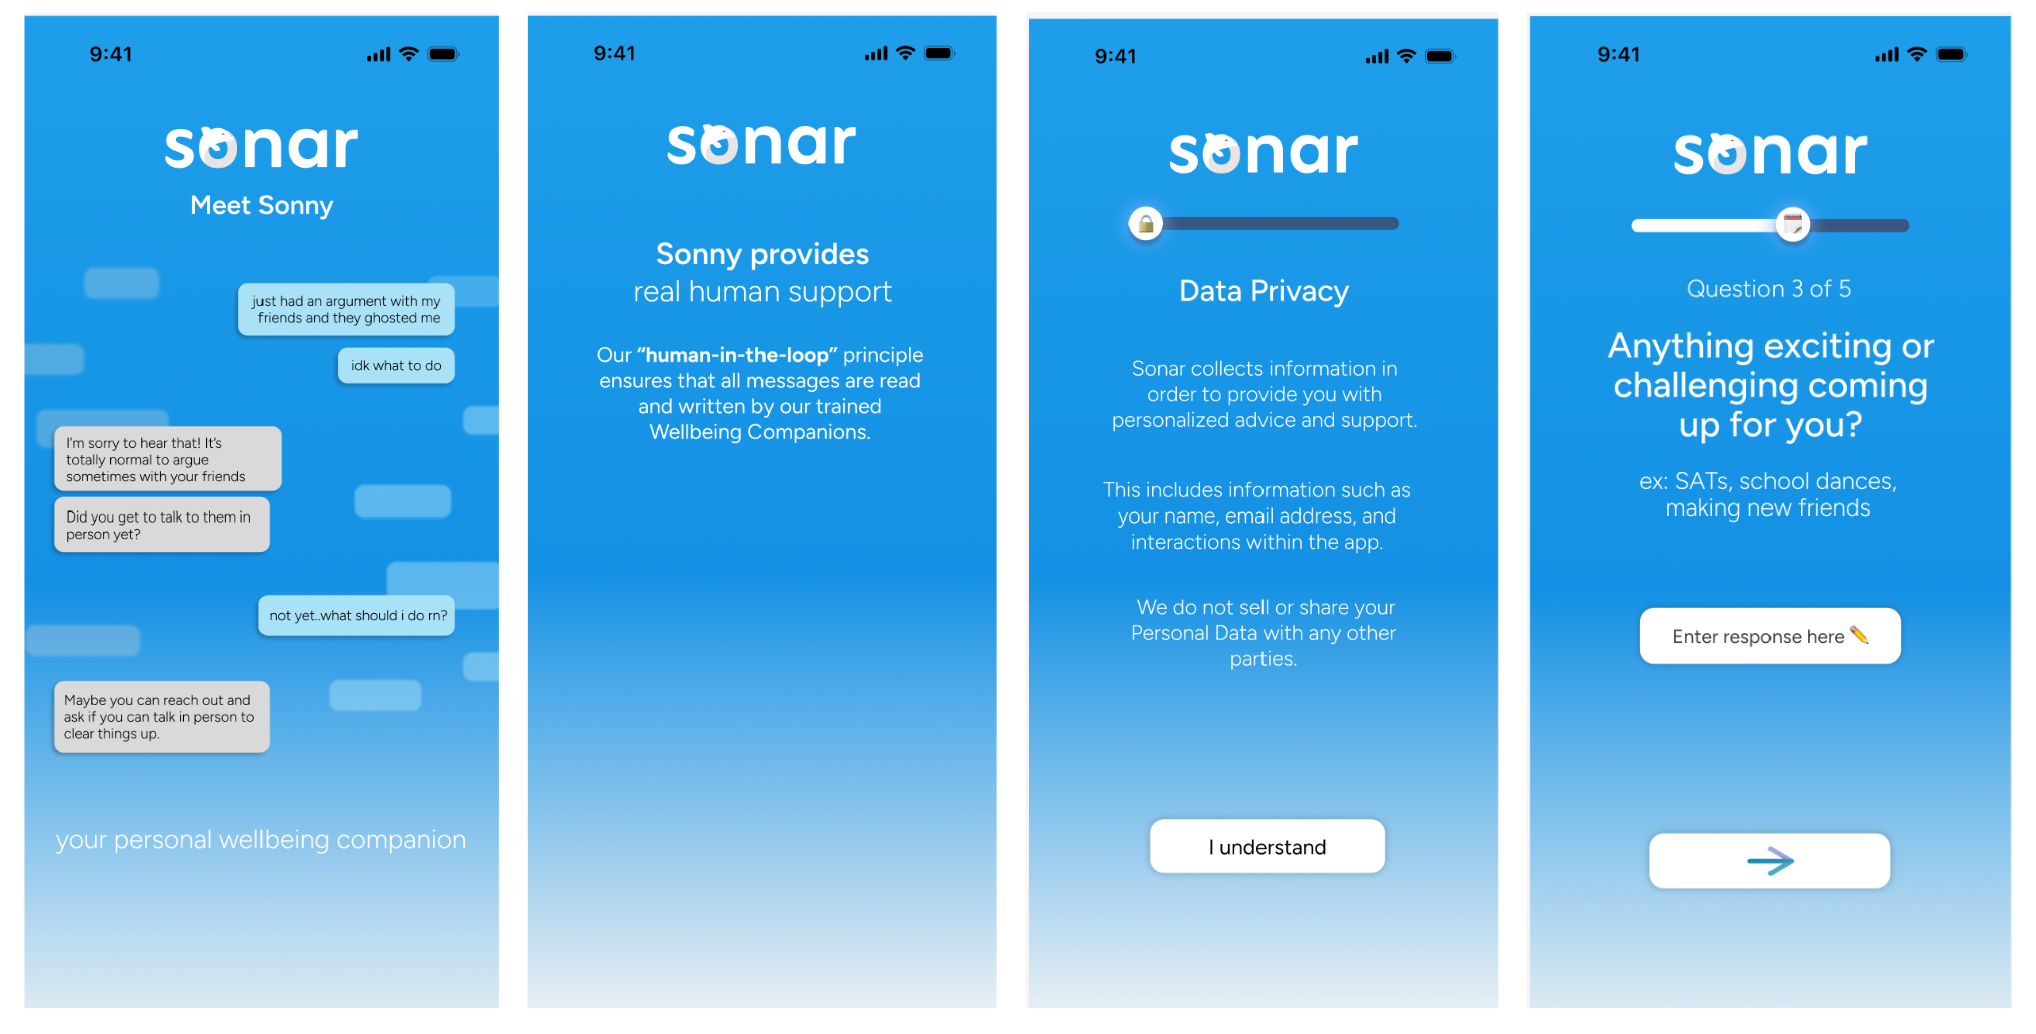 9:41
sonar
Meet Sonny
just had an argument with my
friends and they ghosted me
idk what to do
I'm sorry to hear that! It's
totally normal to argue
sometimes with your friends
Did you get to talk to them in
person yet?
not yet..what should i do rn?
Maybe you can reach out and
ask if you can talk in person to
clear things up.
your personal wellbeing companion
9:41
sonar
Sonny provides
real human support
Our “human-in-the-loop” principle
ensures that all messages are read
and written by our trained
Wellbeing Companions.
9:41
sonar
Data Privacy
Sonar collects information in
order to provide you with
personalized advice and support.
This includes information such as
your name, email address, and
interactions within the app.
We do not sell or share your
Personal Data with any other
parties.
I understand
9:41
sonar
Question 3 of 5
Anything exciting or
challenging coming
up for you?
ex: SATs, school dances,
making new friends
Enter response here ✏️